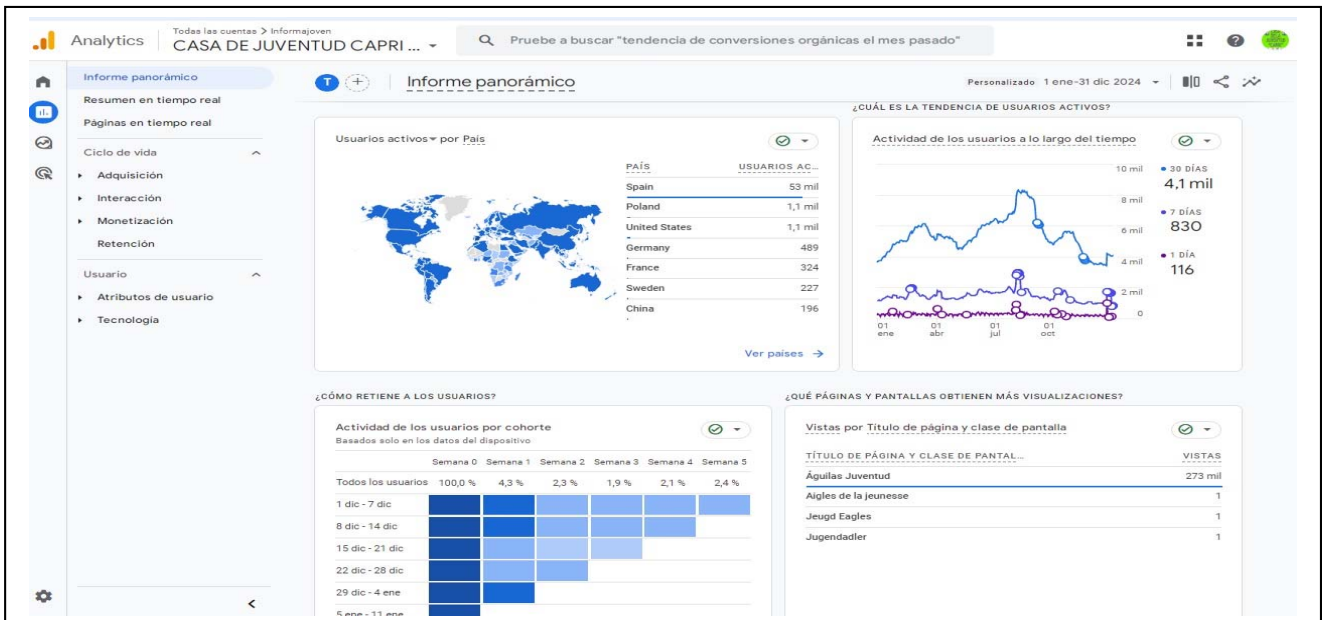 Todas las cuentas > Informajoven
Analytics
CASA DE JUVENTUD CAPRI ...
Pruebe a buscar "tendencia de conversiones orgánicas el mes pasado"
Informe panorámico
Resumen en tiempo real
Páginas en tiempo real
Ciclo de vida
Adquisición
Interacción
Monetización
Retención
Usuario
Atributos de usuario
Tecnología
T
Informe panorámico
Personalizado 1 ene-31 dic 2024
Usuarios activos por País
PAÍS USUARIOS AC...
Spain 53 mil
Poland 1,1 mil
United States 1,1 mil
Germany 489
France 324
Sweden 227
China 196
Ver países →
¿CUÁL ES LA TENDENCIA DE USUARIOS ACTIVOS?
Actividad de los usuarios a lo largo del tiempo
10 mil
8 mil
6 mil
4 mil
2 mil
0
01 ene
01 abr
01 jul
01 oct
30 DÍAS
4,1 mil
7 DÍAS
830
1 DÍA
116
¿CÓMO RETIENE A LOS USUARIOS?
Actividad de los usuarios por cohorte
Basados solo en los datos del dispositivo
Semana 0 Semana 1 Semana 2 Semana 3 Semana 4 Semana 5
Todos los usuarios 100,0 % 4,3 % 2,3 % 1,9 % 2,1 % 2,4 %
1 dic - 7 dic
8 dic - 14 dic
15 dic - 21 dic
22 dic - 28 dic
29 dic - 4 ene
5 ene - 11 ene
¿QUÉ PÁGINAS Y PANTALLAS OBTIENEN MÁS VISUALIZACIONES?
Vistas por Título de página y clase de pantalla
TÍTULO DE PÁGINA Y CLASE DE PANTAL... VISTAS
Águilas Juventud 273 mil
Aigles de la jeunesse 1
Jeugd Eagles 1
Jugendadler 1